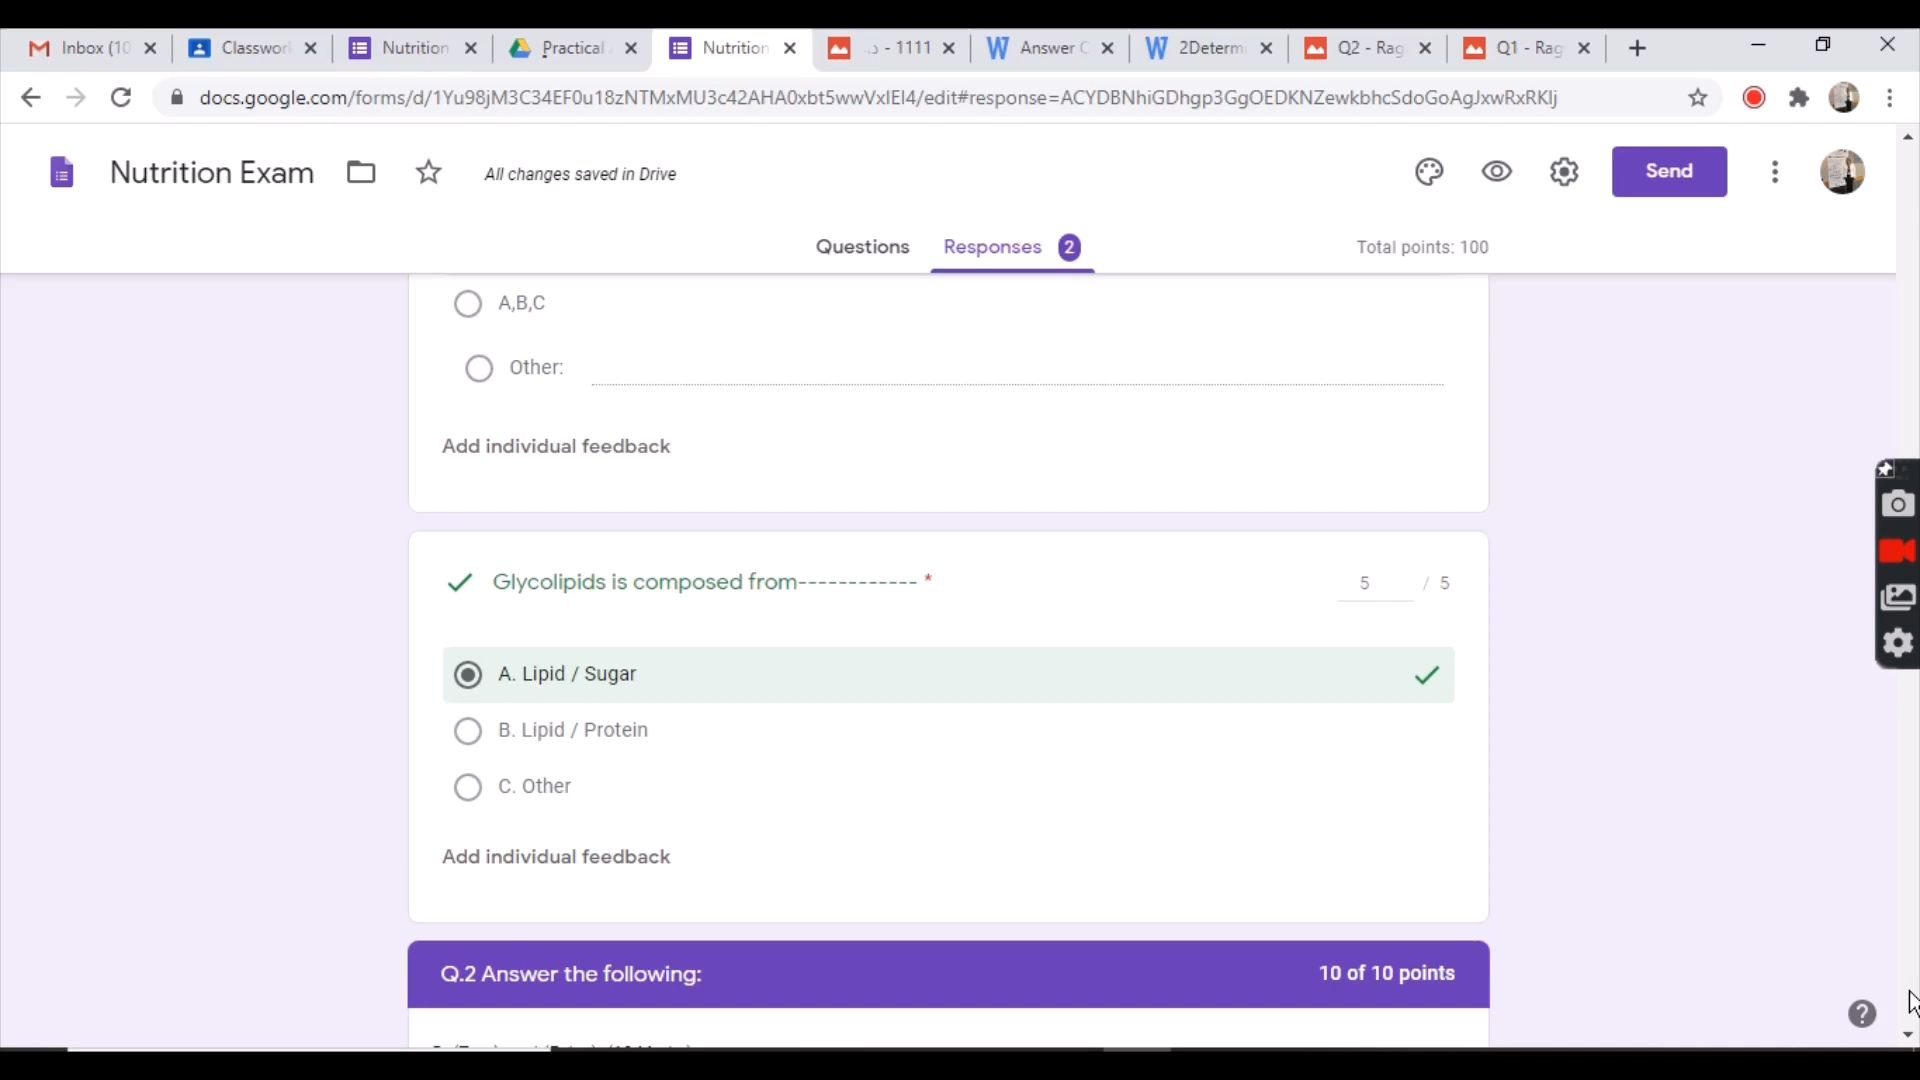 Inbox (10
Classwor
Nutrition
Practical
Nutrition
1111 -
Answer C
2Determi
Q2 - Rag
Q1 - Rag
docs.google.com/forms/d/1Yu98jM3C34EF0u18zNTMxMU3c42AHA0xbt5wwVxIEI4/edit#response=ACYDBNhiGDhgp3GgOEDKNZewkbhcSdoGoAgJxwRxRKlj
Nutrition Exam
All changes saved in Drive
Send
Questions
Responses 2
Total points: 100
A,B,C
Other:
Add individual feedback
Glycolipids is composed from------------ *
5 / 5
A. Lipid / Sugar
B. Lipid / Protein
C. Other
Add individual feedback
Q.2 Answer the following:
10 of 10 points